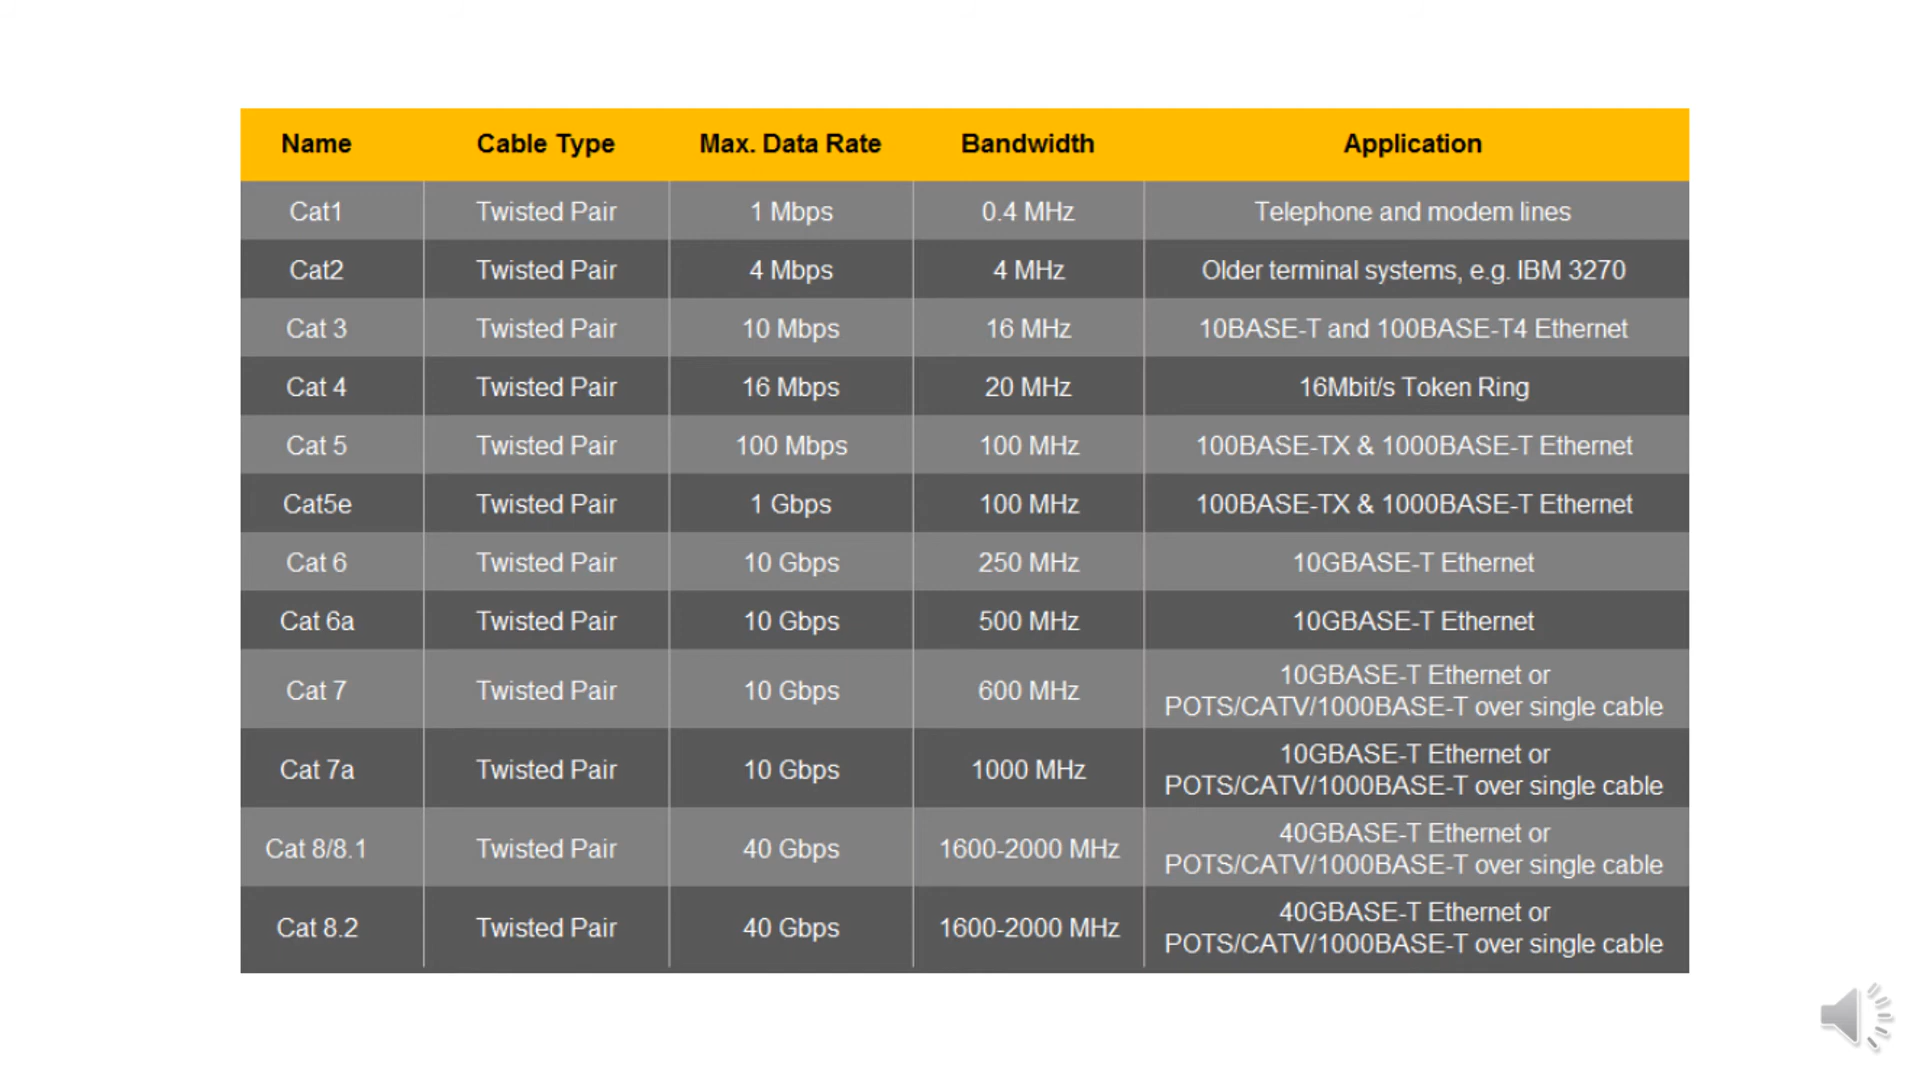 Name Cable Type Max. Data Rate Bandwidth Application
Cat1 Twisted Pair 1 Mbps 0.4 MHz Telephone and modem lines
Cat2 Twisted Pair 4 Mbps 4 MHz Older terminal systems, e.g. IBM 3270
Cat 3 Twisted Pair 10 Mbps 16 MHz 10BASE-T and 100BASE-T4 Ethernet
Cat 4 Twisted Pair 16 Mbps 20 MHz 16Mbit/s Token Ring
Cat 5 Twisted Pair 100 Mbps 100 MHz 100BASE-TX & 1000BASE-T Ethernet
Cat5e Twisted Pair 1 Gbps 100 MHz 100BASE-TX & 1000BASE-T Ethernet
Cat 6 Twisted Pair 10 Gbps 250 MHz 10GBASE-T Ethernet
Cat 6a Twisted Pair 10 Gbps 500 MHz 10GBASE-T Ethernet
Cat 7 Twisted Pair 10 Gbps 600 MHz 10GBASE-T Ethernet or
POTS/CATV/1000BASE-T over single cable
Cat 7a Twisted Pair 10 Gbps 1000 MHz 10GBASE-T Ethernet or
POTS/CATV/1000BASE-T over single cable
Cat 8/8.1 Twisted Pair 40 Gbps 1600-2000 MHz 40GBASE-T Ethernet or
POTS/CATV/1000BASE-T over single cable
Cat 8.2 Twisted Pair 40 Gbps 1600-2000 MHz 40GBASE-T Ethernet or
POTS/CATV/1000BASE-T over single cable